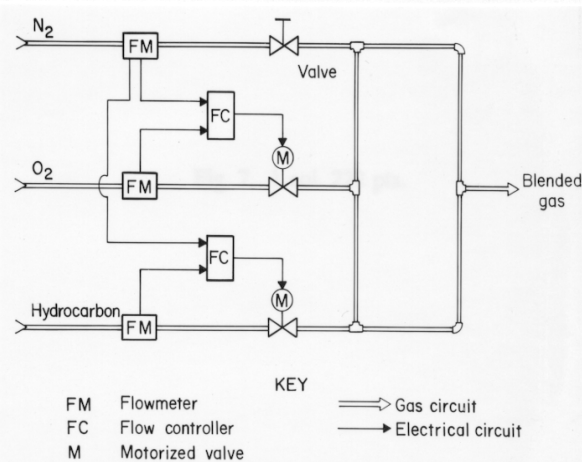 N2
FM
Valve
FC
M
O2
FM
Blended
gas
FC
M
Hydrocarbon
FM
KEY
FM Flowmeter
FC Flow controller
M Motorized valve
Gas circuit
Electrical circuit